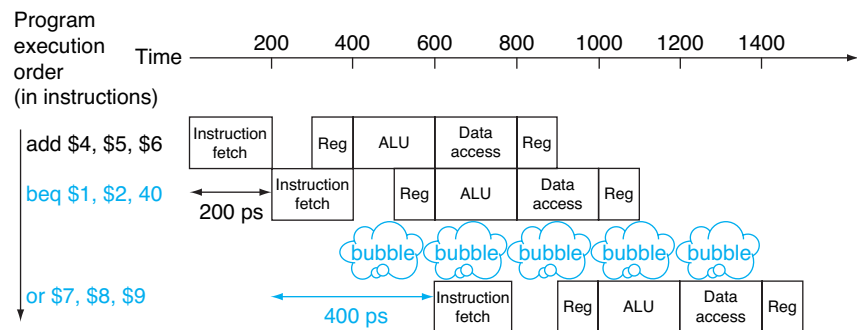 Program
execution
order
(in instructions)
Time
200 400 600 800 1000 1200 1400
add $4, $5, $6
Instruction
fetch
Reg
ALU
Data
access
Reg
beq $1, $2, 40
200 ps
Instruction
fetch
Reg
ALU
Data
access
Reg
bubble bubble bubble bubble bubble
or $7, $8, $9
400 ps
Instruction
fetch
Reg
ALU
Data
access
Reg